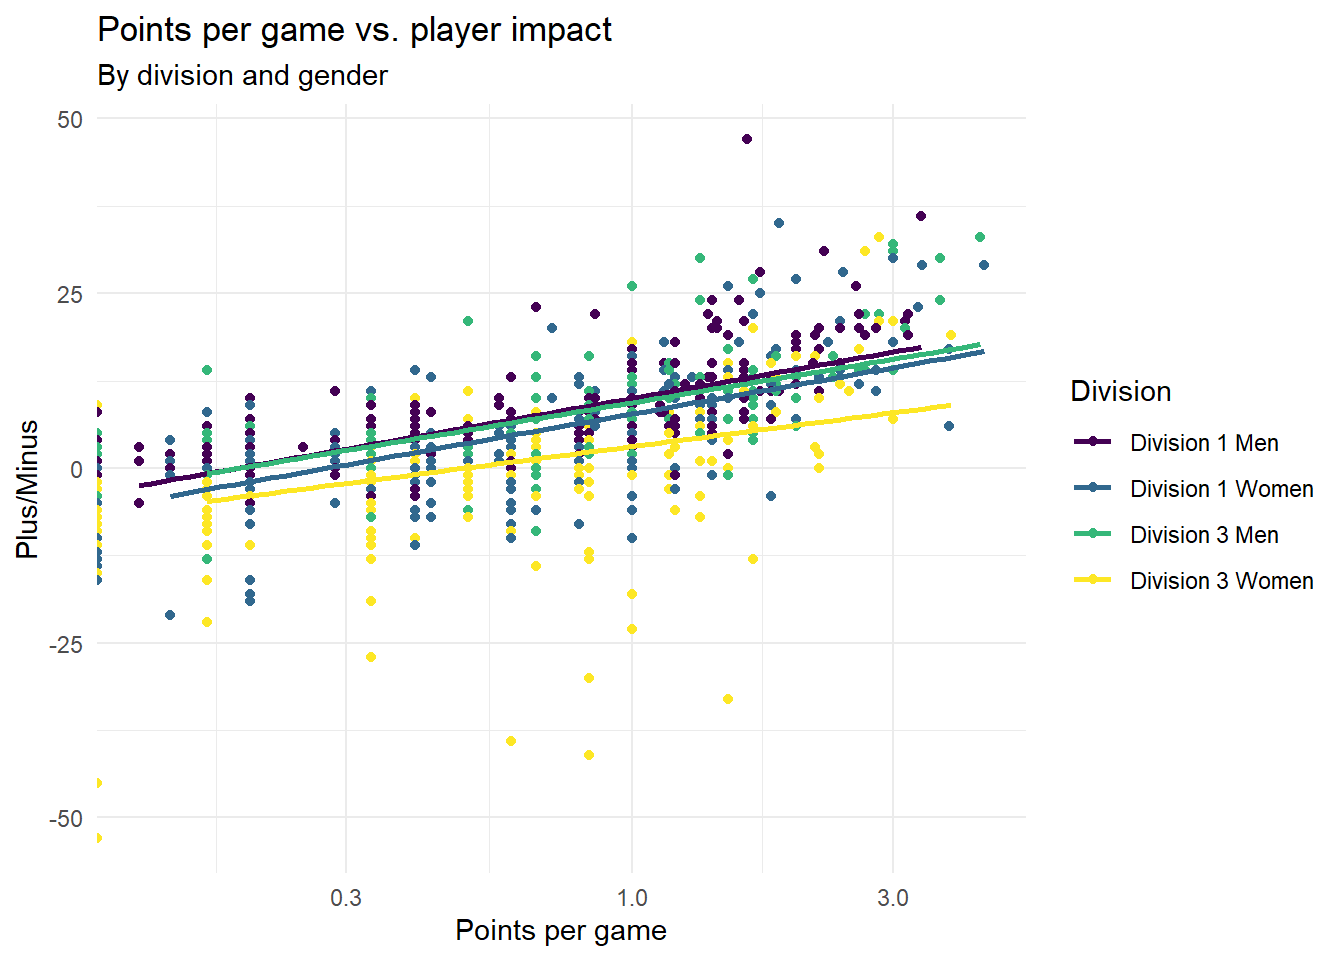 Points per game vs. player impact
By division and gender
50
25
0
-25
-50
Plus/Minus
0.3
1.0
3.0
Points per game
Division
Division 1 Men
Division 1 Women
Division 3 Men
Division 3 Women